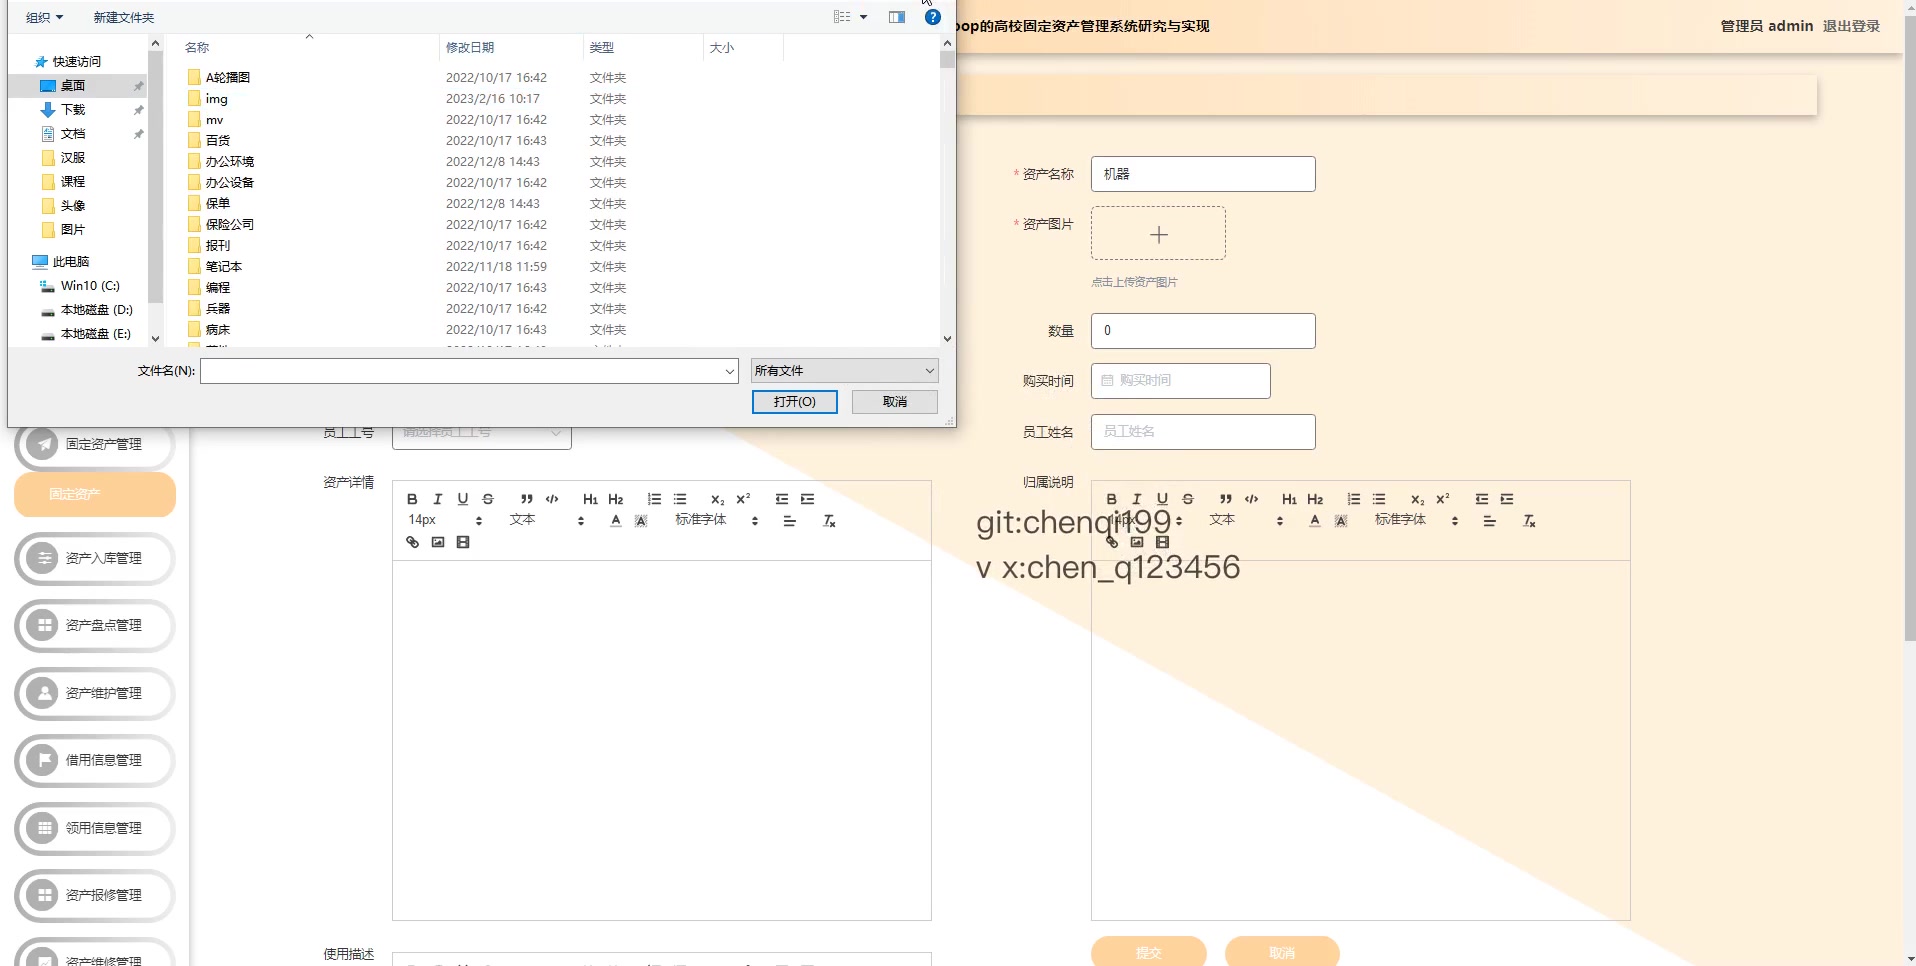 组织
新建文件夹
oop的高校固定资产管理系统研究与实现
管理员 admin 退出登录
快速访问
桌面
下载
文档
汉服
课程
头像
图片
此电脑
Win10 (C:)
本地磁盘 (D:)
本地磁盘 (E:)
名称 修改日期 类型 大小
A轮播图 2022/10/17 16:42 文件夹
img 2023/2/16 10:17 文件夹
mv 2022/10/17 16:42 文件夹
百货 2022/10/17 16:43 文件夹
办公环境 2022/12/8 14:43 文件夹
办公设备 2022/10/17 16:42 文件夹
保单 2022/12/8 14:43 文件夹
保险公司 2022/10/17 16:42 文件夹
报刊 2022/10/17 16:42 文件夹
笔记本 2022/11/18 11:59 文件夹
编程 2022/10/17 16:43 文件夹
兵器 2022/10/17 16:42 文件夹
病床 2022/10/17 16:43 文件夹
文件名(N):
所有文件
打开(O) 取消
* 资产名称 机器
* 资产图片
点击上传资产图片
数量 0
购买时间 购买时间
员工工号 请选择员工工号
员工姓名 员工姓名
固定资产管理
固定资产
资产入库管理
资产盘点管理
资产维护管理
借用信息管理
领用信息管理
资产报修管理
资产维修管理
资产详情
B I U S H1 H2 X2 X2
14px 文本 A A 标准字体 Tx
归属说明
B I U S H1 H2 X2 X2
14px 文本 A A 标准字体 Tx
git:chenqi199
v x:chen_q123456
使用描述
提交 取消